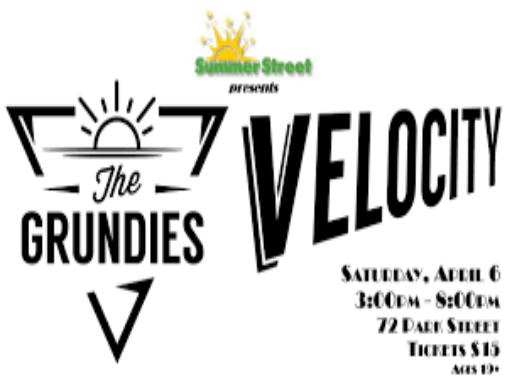 Summer Street
presents
The
GRUNDIES
VELOCITY
SATURDAY, APRIL 6
3:00PM - 8:00PM
72 PARK STREET
TICKETS $15
AGES 19+